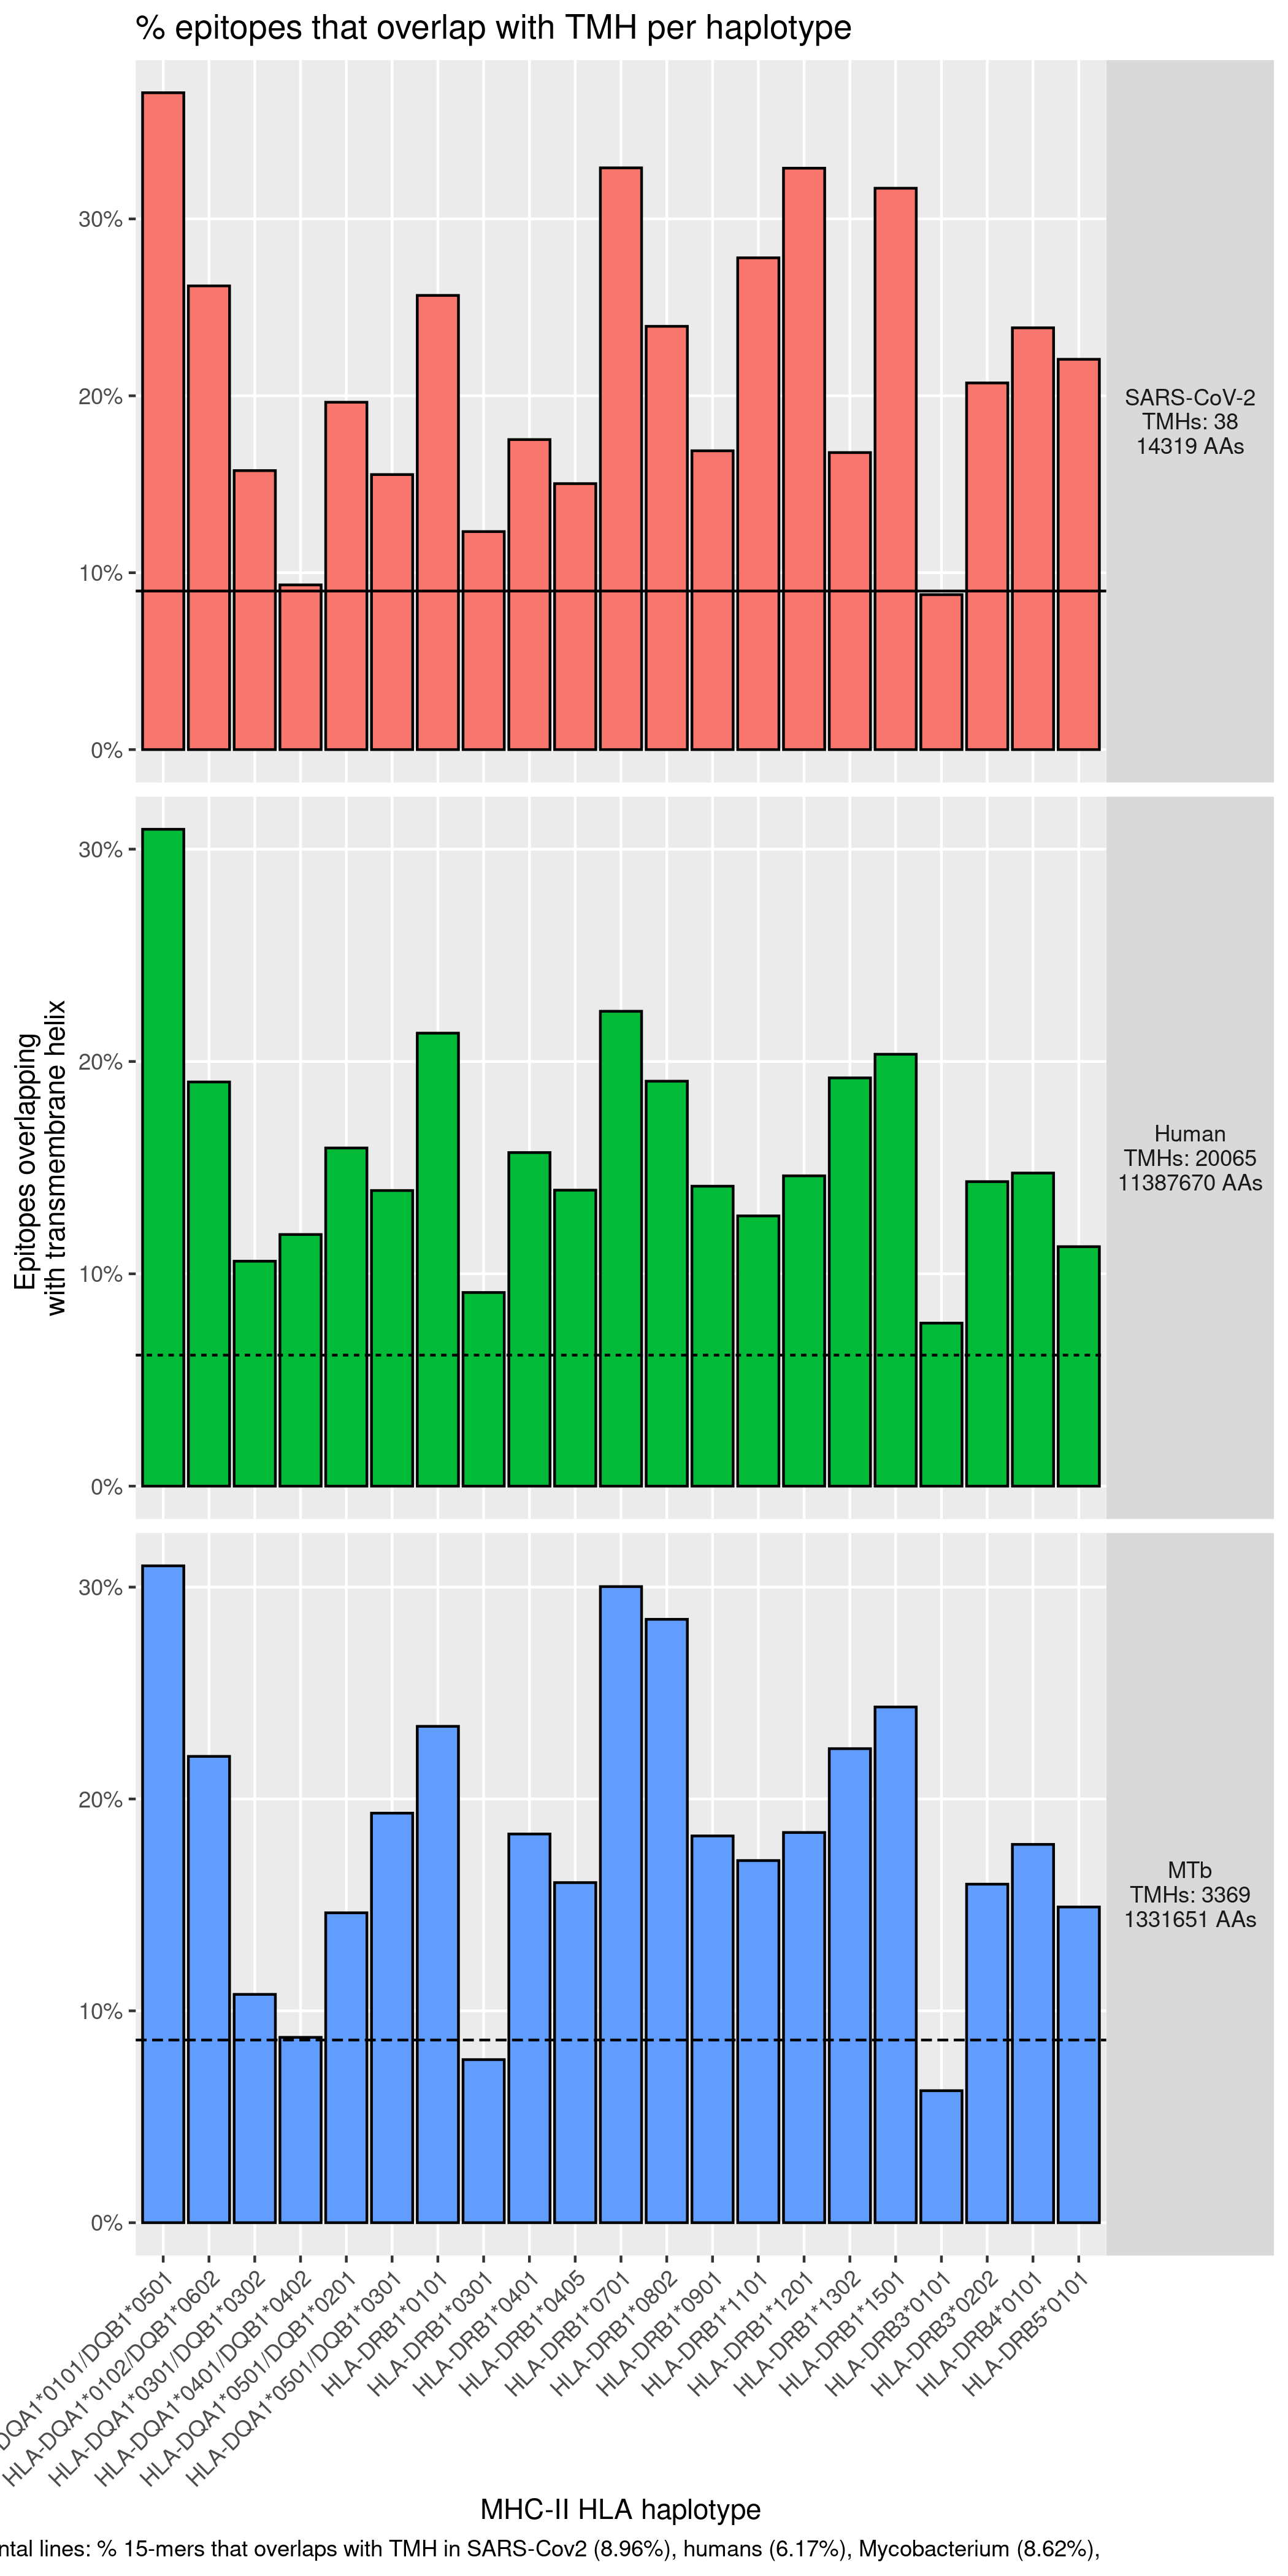 % epitopes that overlap with TMH per haplotype
30%
20%
10%
0%
SARS-CoV-2
TMHs: 38
14319 AAs
30%
20%
10%
0%
Human
TMHs: 20065
11387670 AAs
30%
20%
10%
0%
MTb
TMHs: 3369
1331651 AAs
Epitopes overlapping
with transmembrane helix
DQA1*0101/DQB1*0501
HLA-DQA1*0102/DQB1*0602
HLA-DQA1*0301/DQB1*0302
HLA-DQA1*0401/DQB1*0402
HLA-DQA1*0501/DQB1*0201
HLA-DQA1*0501/DQB1*0301
HLA-DRB1*0101
HLA-DRB1*0301
HLA-DRB1*0401
HLA-DRB1*0405
HLA-DRB1*0701
HLA-DRB1*0802
HLA-DRB1*0901
HLA-DRB1*1101
HLA-DRB1*1201
HLA-DRB1*1302
HLA-DRB1*1501
HLA-DRB3*0101
HLA-DRB3*0202
HLA-DRB4*0101
HLA-DRB5*0101
MHC-II HLA haplotype
ntal lines: % 15-mers that overlaps with TMH in SARS-Cov2 (8.96%), humans (6.17%), Mycobacterium (8.62%),